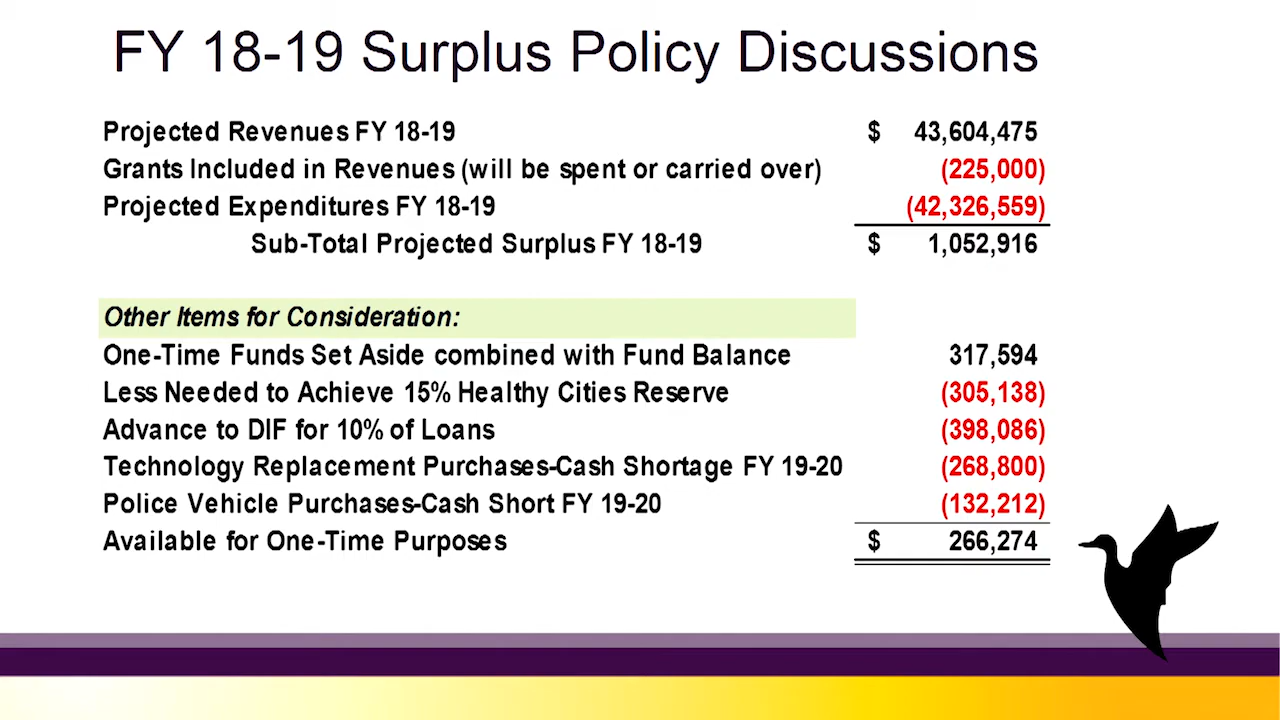 FY 18-19 Surplus Policy Discussions
Projected Revenues FY 18-19 $ 43,604,475
Grants Included in Revenues (will be spent or carried over) (225,000)
Projected Expenditures FY 18-19 (42,326,559)
Sub-Total Projected Surplus FY 18-19 $ 1,052,916
Other Items for Consideration:
One-Time Funds Set Aside combined with Fund Balance 317,594
Less Needed to Achieve 15% Healthy Cities Reserve (305,138)
Advance to DIF for 10% of Loans (398,086)
Technology Replacement Purchases-Cash Shortage FY 19-20 (268,800)
Police Vehicle Purchases-Cash Short FY 19-20 (132,212)
Available for One-Time Purposes $ 266,274